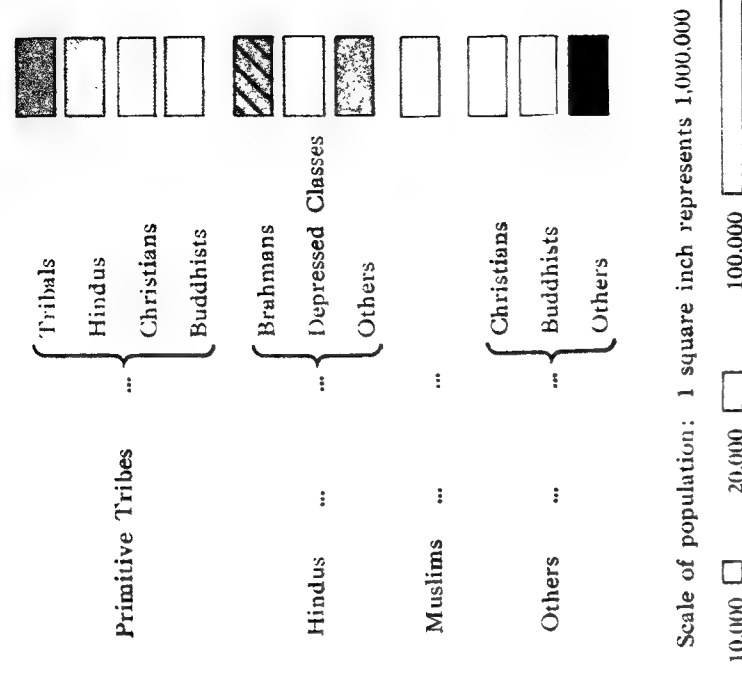 Primitive Tribes ... Tribals
Hindus
Christians
Buddhists
Hindus ... ... Brahmans
Depressed Classes
Others
Muslims ... ...
Others ... ... Christians
Buddhists
Others
Scale of population: 1 square inch represents 1,000,000
10,000 20,000 100,000